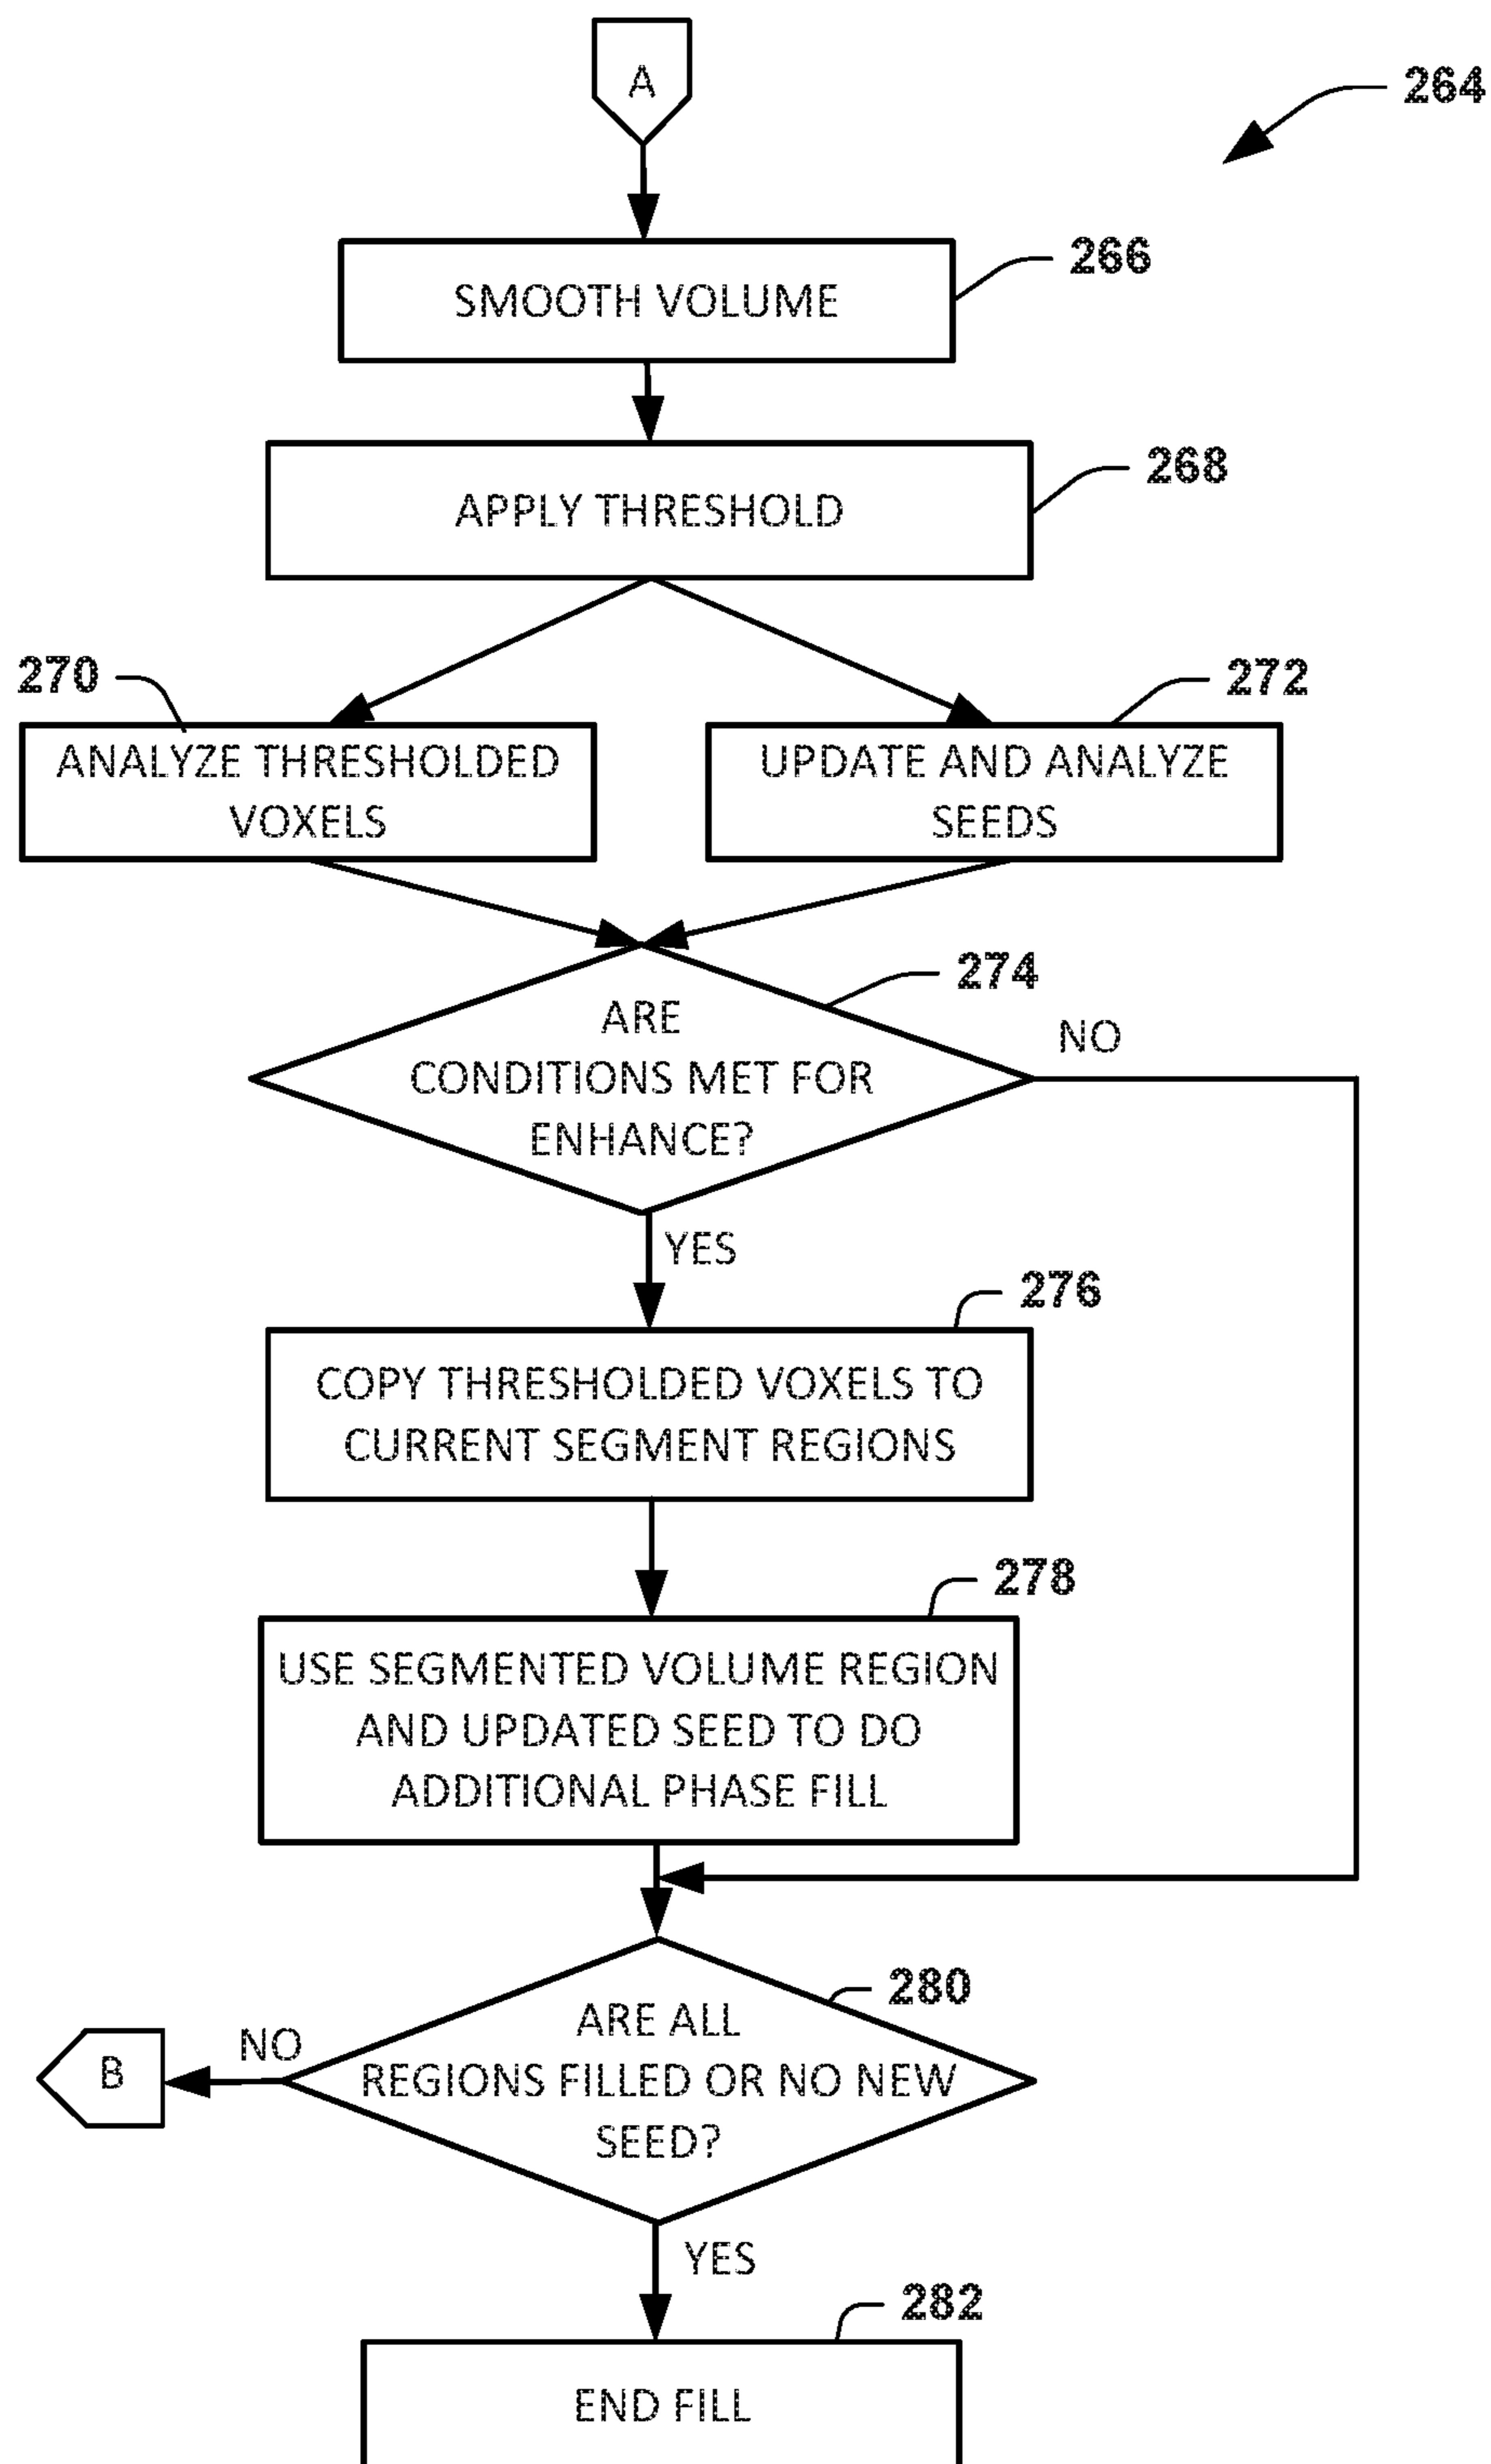 A
264
266
SMOOTH VOLUME
268
APPLY THRESHOLD
270
272
ANALYZE THRESHOLDED
VOXELS
UPDATE AND ANALYZE
SEEDS
274
NO
ARE
CONDITIONS MET FOR
ENHANCE?
YES
276
COPY THRESHOLDED VOXELS TO
CURRENT SEGMENT REGIONS
278
USE SEGMENTED VOLUME REGION
AND UPDATED SEED TO DO
ADDITIONAL PHASE FILL
280
ARE ALL
REGIONS FILLED OR NO NEW
SEED?
NO
B
YES
282
END FILL